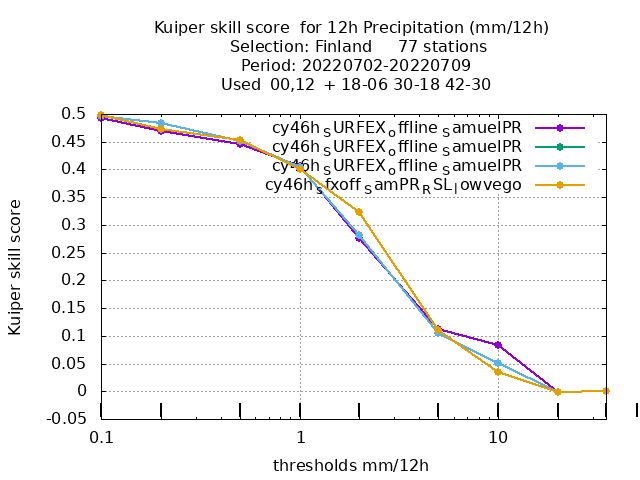 Kuiper skill score for 12h Precipitation (mm/12h)
Selection: Finland 77 stations
Period: 20220702-20220709
Used 00,12 + 18-06 30-18 42-30
cy46h_SURFEX_offline_SamuelPR
cy46h_SURFEX_offline_SamuelPR
cy46h_SURFEX_offline_SamuelPR
cy46h_sfxoff_SamPR_RSL_lowvego
Kuiper skill score
0.5
0.45
0.4
0.35
0.3
0.25
0.2
0.15
0.1
0.05
0
-0.05
0.1 1 10
thresholds mm/12h